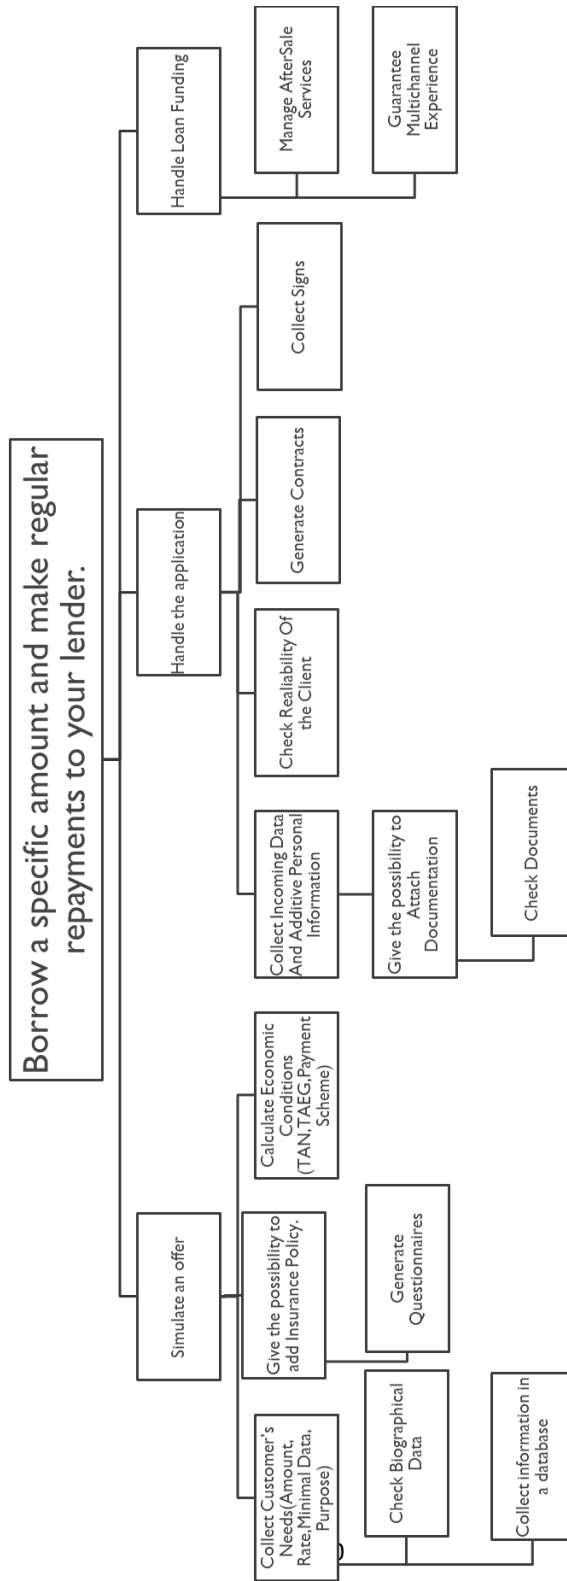 Borrow a specific amount and make regular
repayments to your lender.
Simulate an offer
Handle the application
Handle Loan Funding
Collect Customer's
Needs(Amount,
Rate,Minimal Data,
Purpose)
Check Biographical
Data
Collect information in
a database
Give the possibility to
add Insurance Policy.
Generate
Questionnaires
Calculate Economic
Conditions
(TAN,TAEG,Payment
Scheme)
Collect Incoming Data
And Additive Personal
Information
Give the possibility to
Attach
Documentation
Check Documents
Check Realiability Of
the Client
Generate Contracts
Collect Signs
Manage AfterSale
Services
Guarantee
Multichannel
Experience